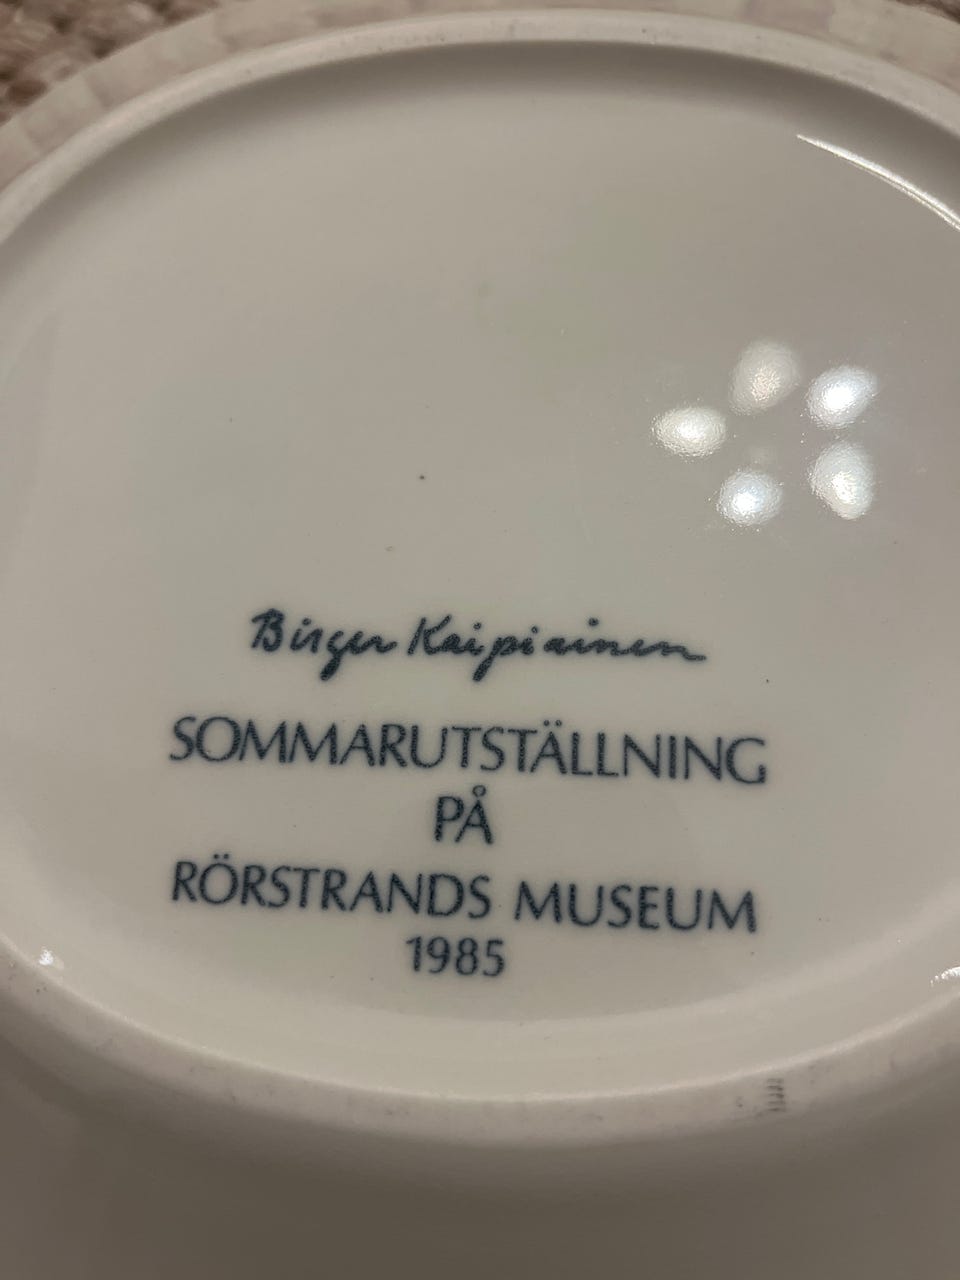 Birger Kaipiainen
SOMMARUTSTÄLLNING
PÅ
RÖRSTRANDS MUSEUM
1985